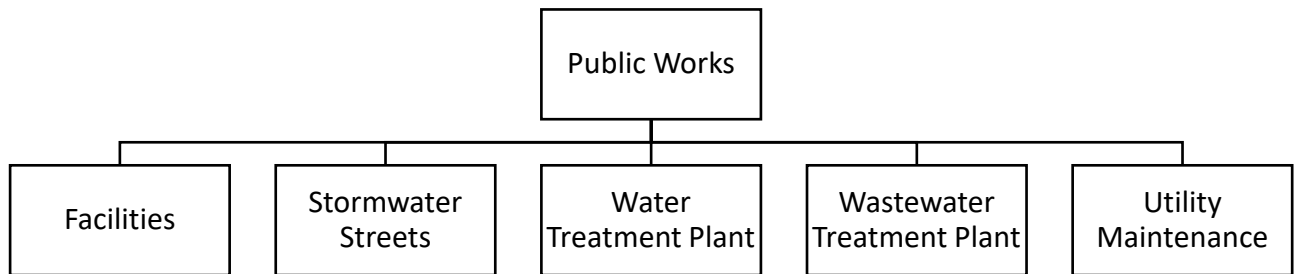 Public Works
Facilities
Stormwater
Streets
Water
Treatment Plant
Wastewater
Treatment Plant
Utility
Maintenance